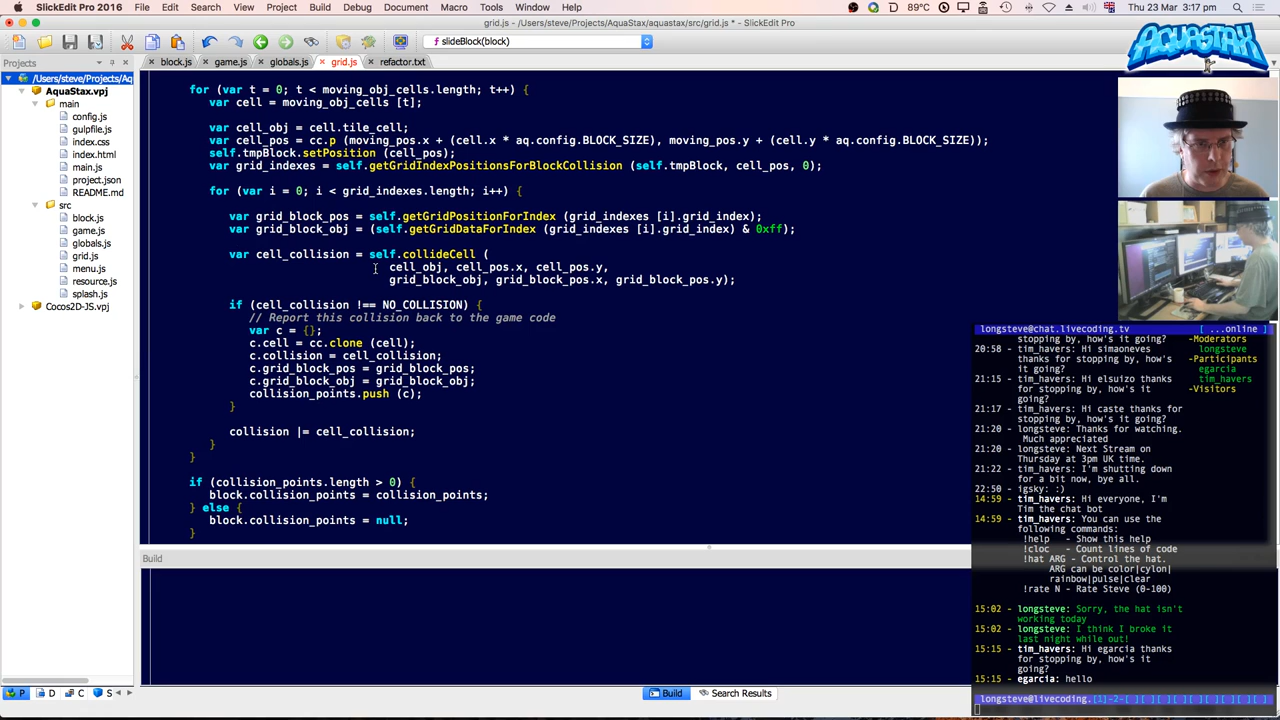 SlickEdit Pro 2016 File Edit Search View Project Build Debug Document Macro Tools Window Help 89°C Thu 23 Mar 3:17 pm
grid.js - /Users/steve/Projects/AquaStax/aquastax/src/grid.js * - SlickEdit Pro
slideBlock(block)
AQUASTAX
Projects
block.js game.js globals.js grid.js refactor.txt
/Users/steve/Projects/Aq
AquaStax.vpj
main
config.js
gulpfile.js
index.css
index.html
main.js
project.json
README.md
src
block.js
game.js
globals.js
grid.js
menu.js
resource.js
splash.js
Cocos2D-JS.vpj
for (var t = 0; t < moving_obj_cells.length; t++) {
var cell = moving_obj_cells [t];
var cell_obj = cell.tile_cell;
var cell_pos = cc.p (moving_pos.x + (cell.x * aq.config.BLOCK_SIZE), moving_pos.y + (cell.y * aq.config.BLOCK_SIZE));
self.tmpBlock.setPosition (cell_pos);
var grid_indexes = self.getGridIndexPositionsForBlockCollision (self.tmpBlock, cell_pos, 0);
for (var i = 0; i < grid_indexes.length; i++) {
var grid_block_pos = self.getGridPositionForIndex (grid_indexes [i].grid_index);
var grid_block_obj = (self.getGridDataForIndex (grid_indexes [i].grid_index) & 0xff);
var cell_collision = self.collideCell (
cell_obj, cell_pos.x, cell_pos.y,
grid_block_obj, grid_block_pos.x, grid_block_pos.y);
if (cell_collision !== NO_COLLISION) {
// Report this collision back to the game code
var c = {};
c.cell = cc.clone (cell);
c.collision = cell_collision;
c.grid_block_pos = grid_block_pos;
c.grid_block_obj = grid_block_obj;
collision_points.push (c);
}
collision |= cell_collision;
}
}
if (collision_points.length > 0) {
block.collision_points = collision_points;
} else {
block.collision_points = null;
}
Build
P D C S
Build Search Results
longsteve@chat.livecoding.tv [ ...online ]
stopping by, how's it going?
20:58 - tim_havers: Hi simaoneves
thanks for stopping by, how's
it going?
21:15 - tim_havers: Hi elsuizo thanks
for stopping by, how's it
going?
21:17 - tim_havers: Hi caste thanks for
stopping by, how's it going?
21:20 - longsteve: Thanks for watching.
Much appreciated
21:20 - longsteve: Next Stream on
Thursday at 3pm UK time.
21:22 - tim_havers: I'm shutting down
for a bit now, bye all.
22:50 - igsky: :)
14:59 - tim_havers: Hi everyone, I'm
Tim the chat bot
14:59 - tim_havers: You can use the
following commands:
!help - Show this help
!cloc - Count lines of code
!hat ARG - Control the hat.
ARG can be color|cylon|
rainbow|pulse|clear
!rate N - Rate Steve (0-100)
15:02 - longsteve: Sorry, the hat isn't
working today
15:02 - longsteve: I think I broke it
last night while out!
15:15 - tim_havers: Hi egarcia thanks
for stopping by, how's it
going?
15:15 - egarcia: hello
-Moderators
longsteve
-Participants
egarcia
tim_havers
-Visitors
longsteve@livecoding.[1]-2-[ ][ ][ ][ ][ ][ ][ ][ ][ ][ ]